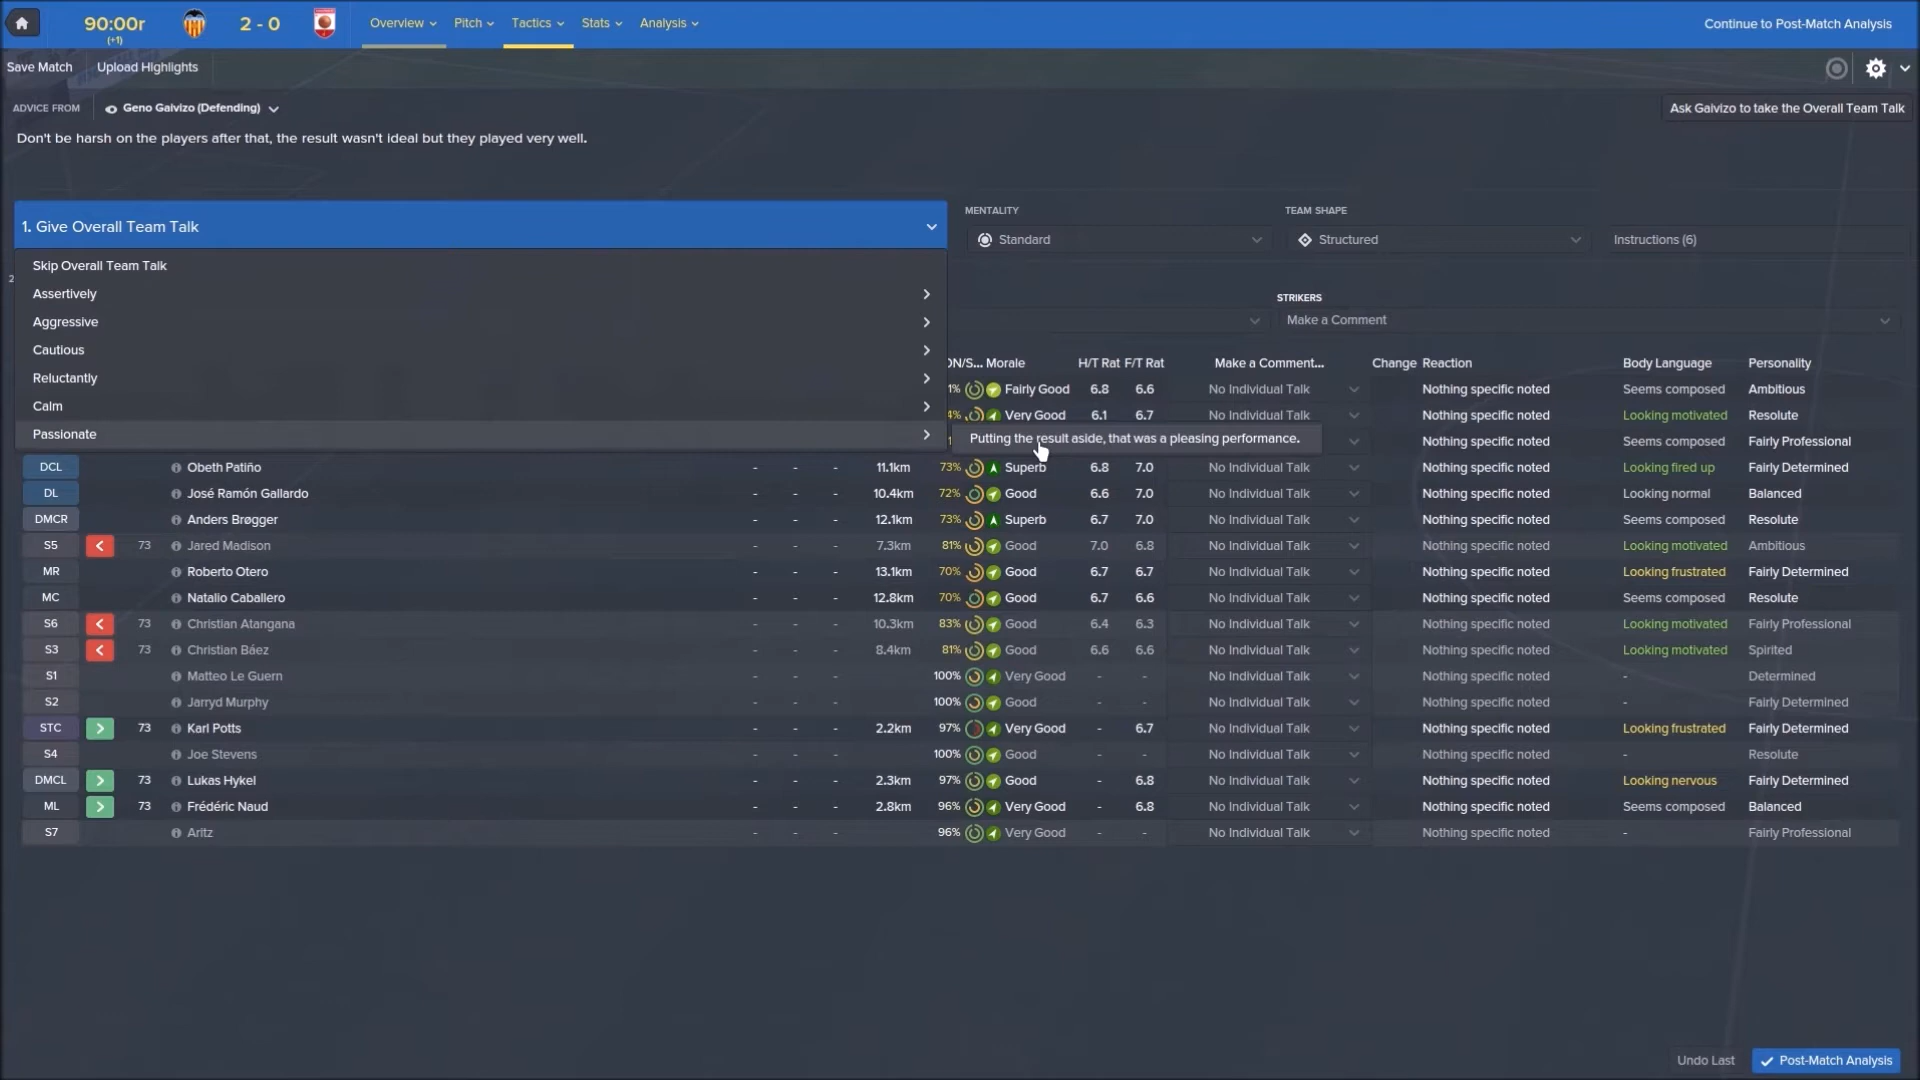 90:00r 2 - 0 Overview Pitch Tactics Stats Analysis Continue to Post-Match Analysis
(+1)
Save Match Upload Highlights
ADVICE FROM Geno Gaivizo (Defending) Ask Gaivizo to take the Overall Team Talk
Don't be harsh on the players after that, the result wasn't ideal but they played very well.
1. Give Overall Team Talk
MENTALITY TEAM SHAPE
Standard Structured Instructions (6)
Skip Overall Team Talk
Assertively
Aggressive
Cautious
Reluctantly
Calm
Passionate
2
STRIKERS
Make a Comment
ON/S... Morale H/T Rat F/T Rat Make a Comment... Change Reaction Body Language Personality
1% Fairly Good 6.8 6.6 No Individual Talk Nothing specific noted Seems composed Ambitious
4% Very Good 6.1 6.7 No Individual Talk Nothing specific noted Looking motivated Resolute
Putting the result aside, that was a pleasing performance. Nothing specific noted Seems composed Fairly Professional
DCL Obeth Patiño - - - 11.1km 73% Superb 6.8 7.0 No Individual Talk Nothing specific noted Looking fired up Fairly Determined
DL José Ramón Gallardo - - - 10.4km 72% Good 6.6 7.0 No Individual Talk Nothing specific noted Looking normal Balanced
DMCR Anders Brøgger - - - 12.1km 73% Superb 6.7 7.0 No Individual Talk Nothing specific noted Seems composed Resolute
S5 73 Jared Madison - - - 7.3km 81% Good 7.0 6.8 No Individual Talk Nothing specific noted Looking motivated Ambitious
MR Roberto Otero - - - 13.1km 70% Good 6.7 6.7 No Individual Talk Nothing specific noted Looking frustrated Fairly Determined
MC Natalio Caballero - - - 12.8km 70% Good 6.7 6.6 No Individual Talk Nothing specific noted Seems composed Resolute
S6 73 Christian Atangana - - - 10.3km 83% Good 6.4 6.3 No Individual Talk Nothing specific noted Looking motivated Fairly Professional
S3 73 Christian Báez - - - 8.4km 81% Good 6.6 6.6 No Individual Talk Nothing specific noted Looking motivated Spirited
S1 Matteo Le Guern - - - 100% Very Good - - No Individual Talk Nothing specific noted - Determined
S2 Jarryd Murphy - - - 100% Good - - No Individual Talk Nothing specific noted - Fairly Determined
STC 73 Karl Potts - - - 2.2km 97% Very Good - 6.7 No Individual Talk Nothing specific noted Looking frustrated Fairly Determined
S4 Joe Stevens - - - 100% Good - - No Individual Talk Nothing specific noted - Resolute
DMCL 73 Lukas Hykel - - - 2.3km 97% Good - 6.8 No Individual Talk Nothing specific noted Looking nervous Fairly Determined
ML 73 Frédéric Naud - - - 2.8km 96% Very Good - 6.8 No Individual Talk Nothing specific noted Seems composed Balanced
S7 Aritz - - - 96% Very Good - - No Individual Talk Nothing specific noted - Fairly Professional
Undo Last Post-Match Analysis